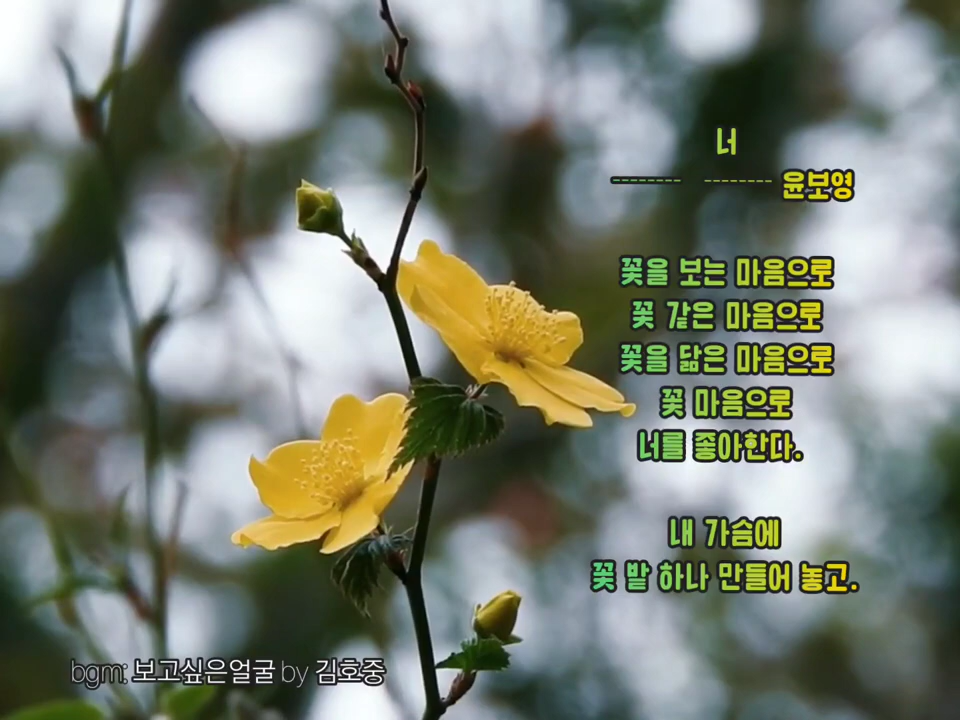 너
-------- -------- 윤보영
꽃을 보는 마음으로
꽃 같은 마음으로
꽃을 닮은 마음으로
꽃 마음으로
너를 좋아한다.
내 가슴에
꽃 밭 하나 만들어 놓고.
bgm: 보고싶은얼굴 by 김호중